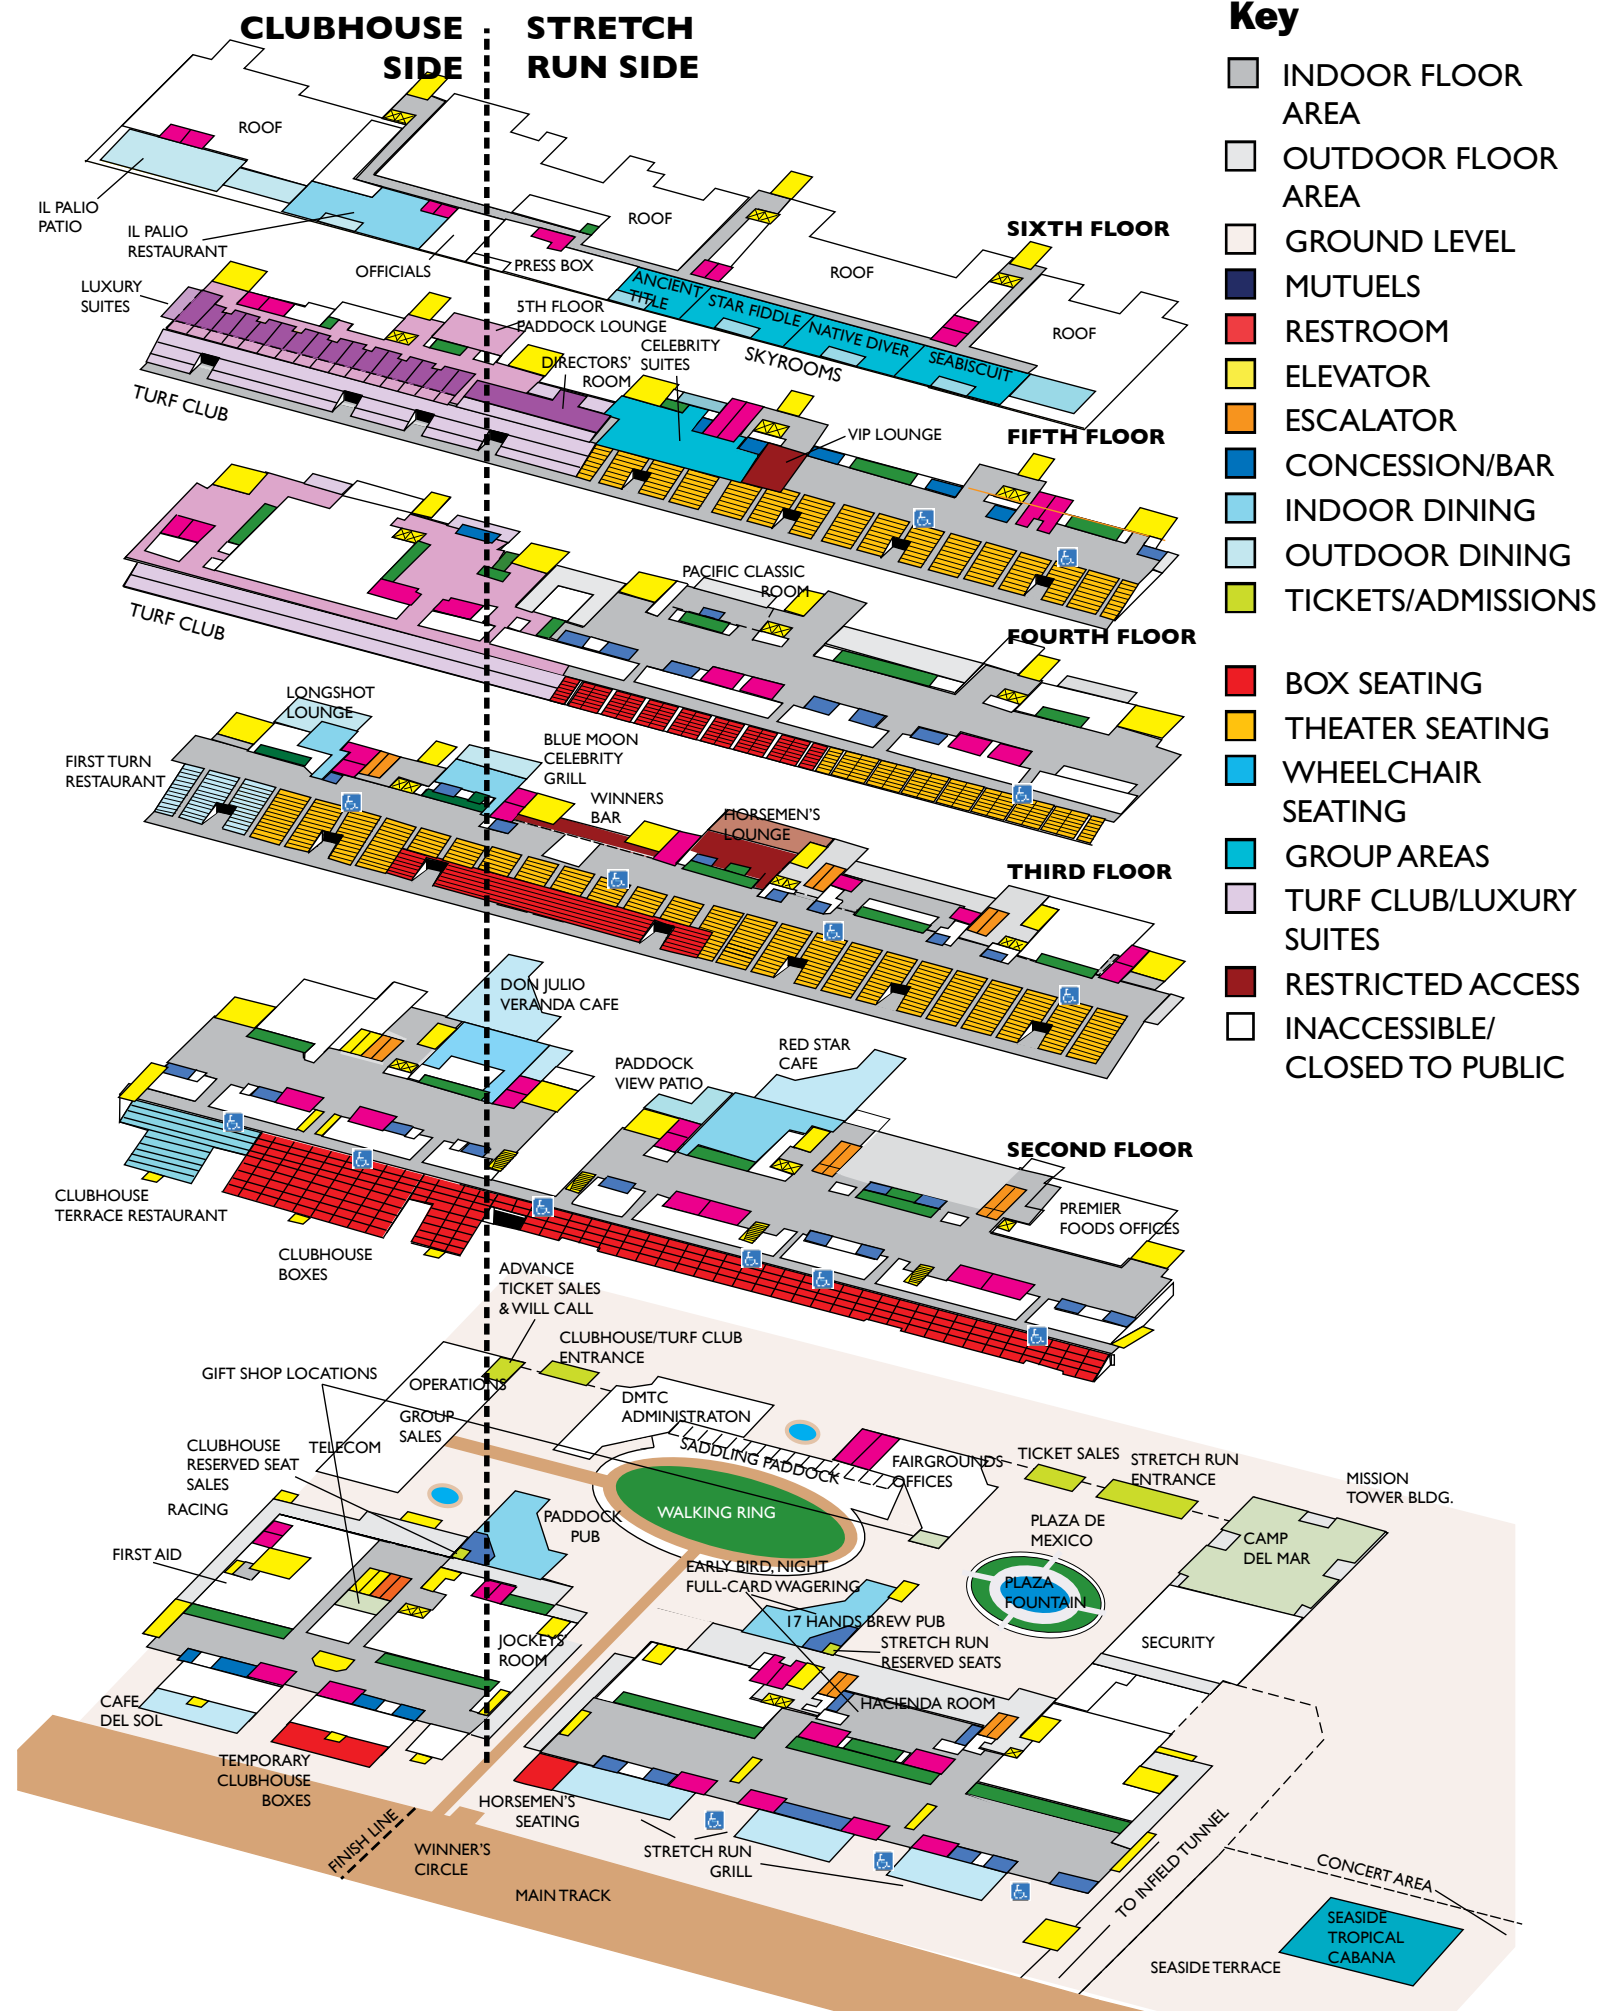 CLUBHOUSE
SIDE
STRETCH
RUN SIDE
Key
INDOOR FLOOR
AREA
OUTDOOR FLOOR
AREA
GROUND LEVEL
MUTUELS
RESTROOM
ELEVATOR
ESCALATOR
CONCESSION/BAR
INDOOR DINING
OUTDOOR DINING
TICKETS/ADMISSIONS
BOX SEATING
THEATER SEATING
WHEELCHAIR
SEATING
GROUP AREAS
TURF CLUB/LUXURY
SUITES
RESTRICTED ACCESS
INACCESSIBLE/
CLOSED TO PUBLIC
ROOF
IL PALIO
PATIO
IL PALIO
RESTAURANT
OFFICIALS
PRESS BOX
ROOF
ROOF
ROOF
SIXTH FLOOR
ANCIENT
TITLE
STAR FIDDLE
NATIVE DIVER
SEABISCUIT
SKYROOMS
LUXURY
SUITES
5TH FLOOR
PADDOCK LOUNGE
CELEBRITY
SUITES
DIRECTORS'
ROOM
TURF CLUB
VIP LOUNGE
FIFTH FLOOR
PACIFIC CLASSIC
ROOM
TURF CLUB
FOURTH FLOOR
LONGSHOT
LOUNGE
FIRST TURN
RESTAURANT
BLUE MOON
CELEBRITY
GRILL
WINNERS
BAR
HORSEMEN'S
LOUNGE
THIRD FLOOR
DON JULIO
VERANDA CAFE
PADDOCK
VIEW PATIO
RED STAR
CAFE
SECOND FLOOR
PREMIER
FOODS OFFICES
CLUBHOUSE
TERRACE RESTAURANT
CLUBHOUSE
BOXES
ADVANCE
TICKET SALES
& WILL CALL
CLUBHOUSE/TURF CLUB
ENTRANCE
GIFT SHOP LOCATIONS
OPERATIONS
GROUP
SALES
TELECOM
DMTC
ADMINISTRATON
SADDLING PADDOCK
FAIRGROUNDS
OFFICES
TICKET SALES
STRETCH RUN
ENTRANCE
MISSION
TOWER BLDG.
CLUBHOUSE
RESERVED SEAT
SALES
RACING
FIRST AID
PADDOCK
PUB
WALKING RING
PLAZA DE
MEXICO
PLAZA
FOUNTAIN
CAMP
DEL MAR
EARLY BIRD, NIGHT
FULL-CARD WAGERING
17 HANDS BREW PUB
STRETCH RUN
RESERVED SEATS
SECURITY
JOCKEYS
ROOM
HACIENDA ROOM
CAFE
DEL SOL
TEMPORARY
CLUBHOUSE
BOXES
HORSEMEN'S
SEATING
STRETCH RUN
GRILL
FINISH LINE
WINNER'S
CIRCLE
MAIN TRACK
TO INFIELD TUNNEL
CONCERT AREA
SEASIDE
TROPICAL
CABANA
SEASIDE TERRACE